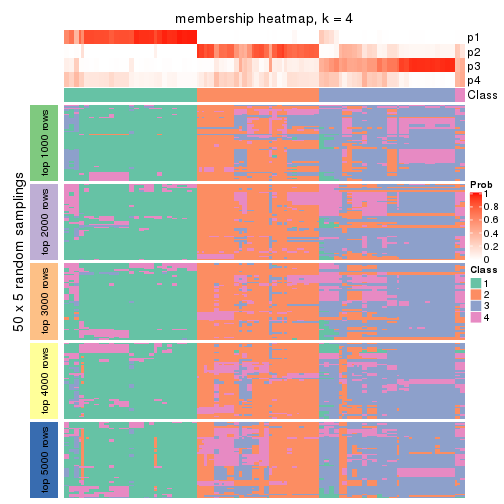 membership heatmap, k = 4
p1
p2
p3
p4
Class
50 x 5 random samplings
top 1000 rows
top 2000 rows
top 3000 rows
top 4000 rows
top 5000 rows
Prob
1
0.8
0.6
0.4
0.2
0
Class
1
2
3
4